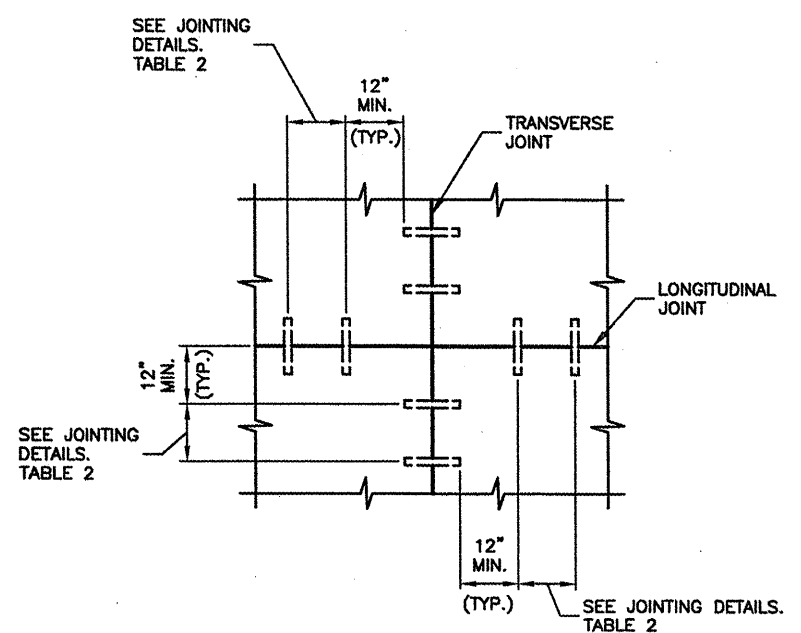 SEE JOINTING
DETAILS.
TABLE 2
12"
MIN.
(TYP.)
TRANSVERSE
JOINT
LONGITUDINAL
JOINT
12"
MIN.
(TYP.)
SEE JOINTING
DETAILS.
TABLE 2
12"
MIN.
(TYP.)
SEE JOINTING DETAILS.
TABLE 2